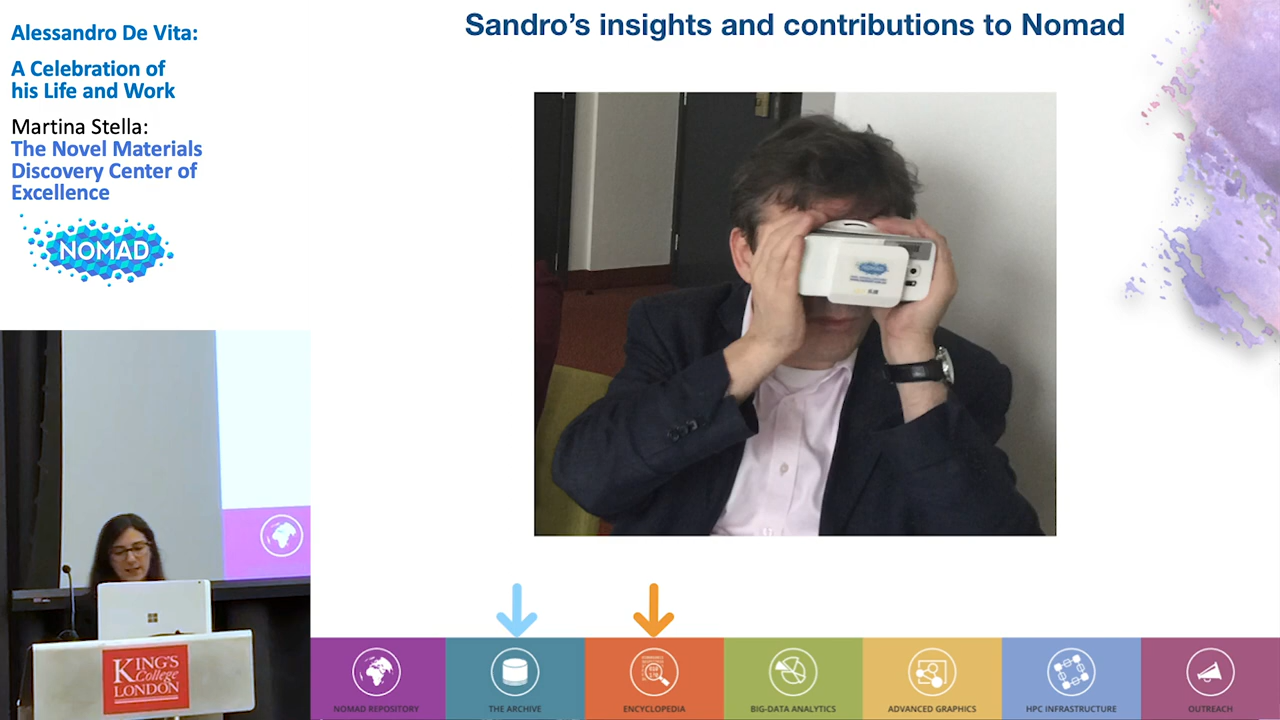 Alessandro De Vita:
A Celebration of
his Life and Work
Martina Stella:
The Novel Materials
Discovery Center of
Excellence
NOMAD
Sandro’s insights and contributions to Nomad
NOMAD
KING'S
College
LONDON
NOMAD REPOSITORY
THE ARCHIVE
ENCYCLOPEDIA
BIG-DATA ANALYTICS
ADVANCED GRAPHICS
HPC INFRASTRUCTURE
OUTREACH